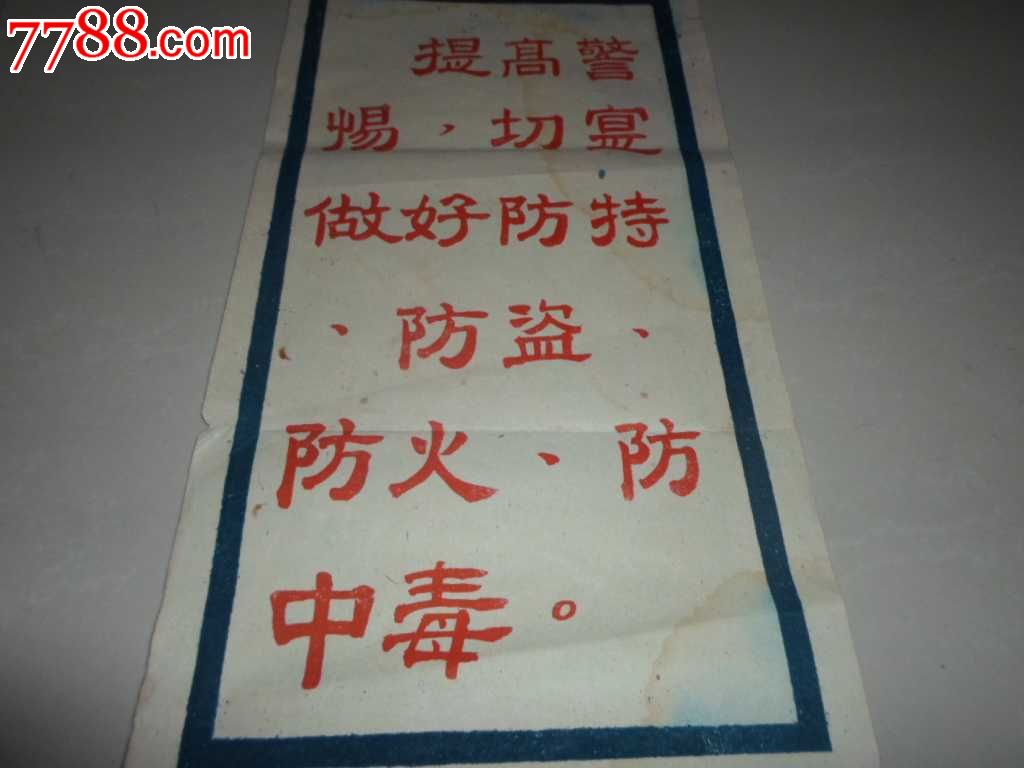 7788.com
提高警
惕，切寔
做好防特
、防盗、
防火、防
中毒。